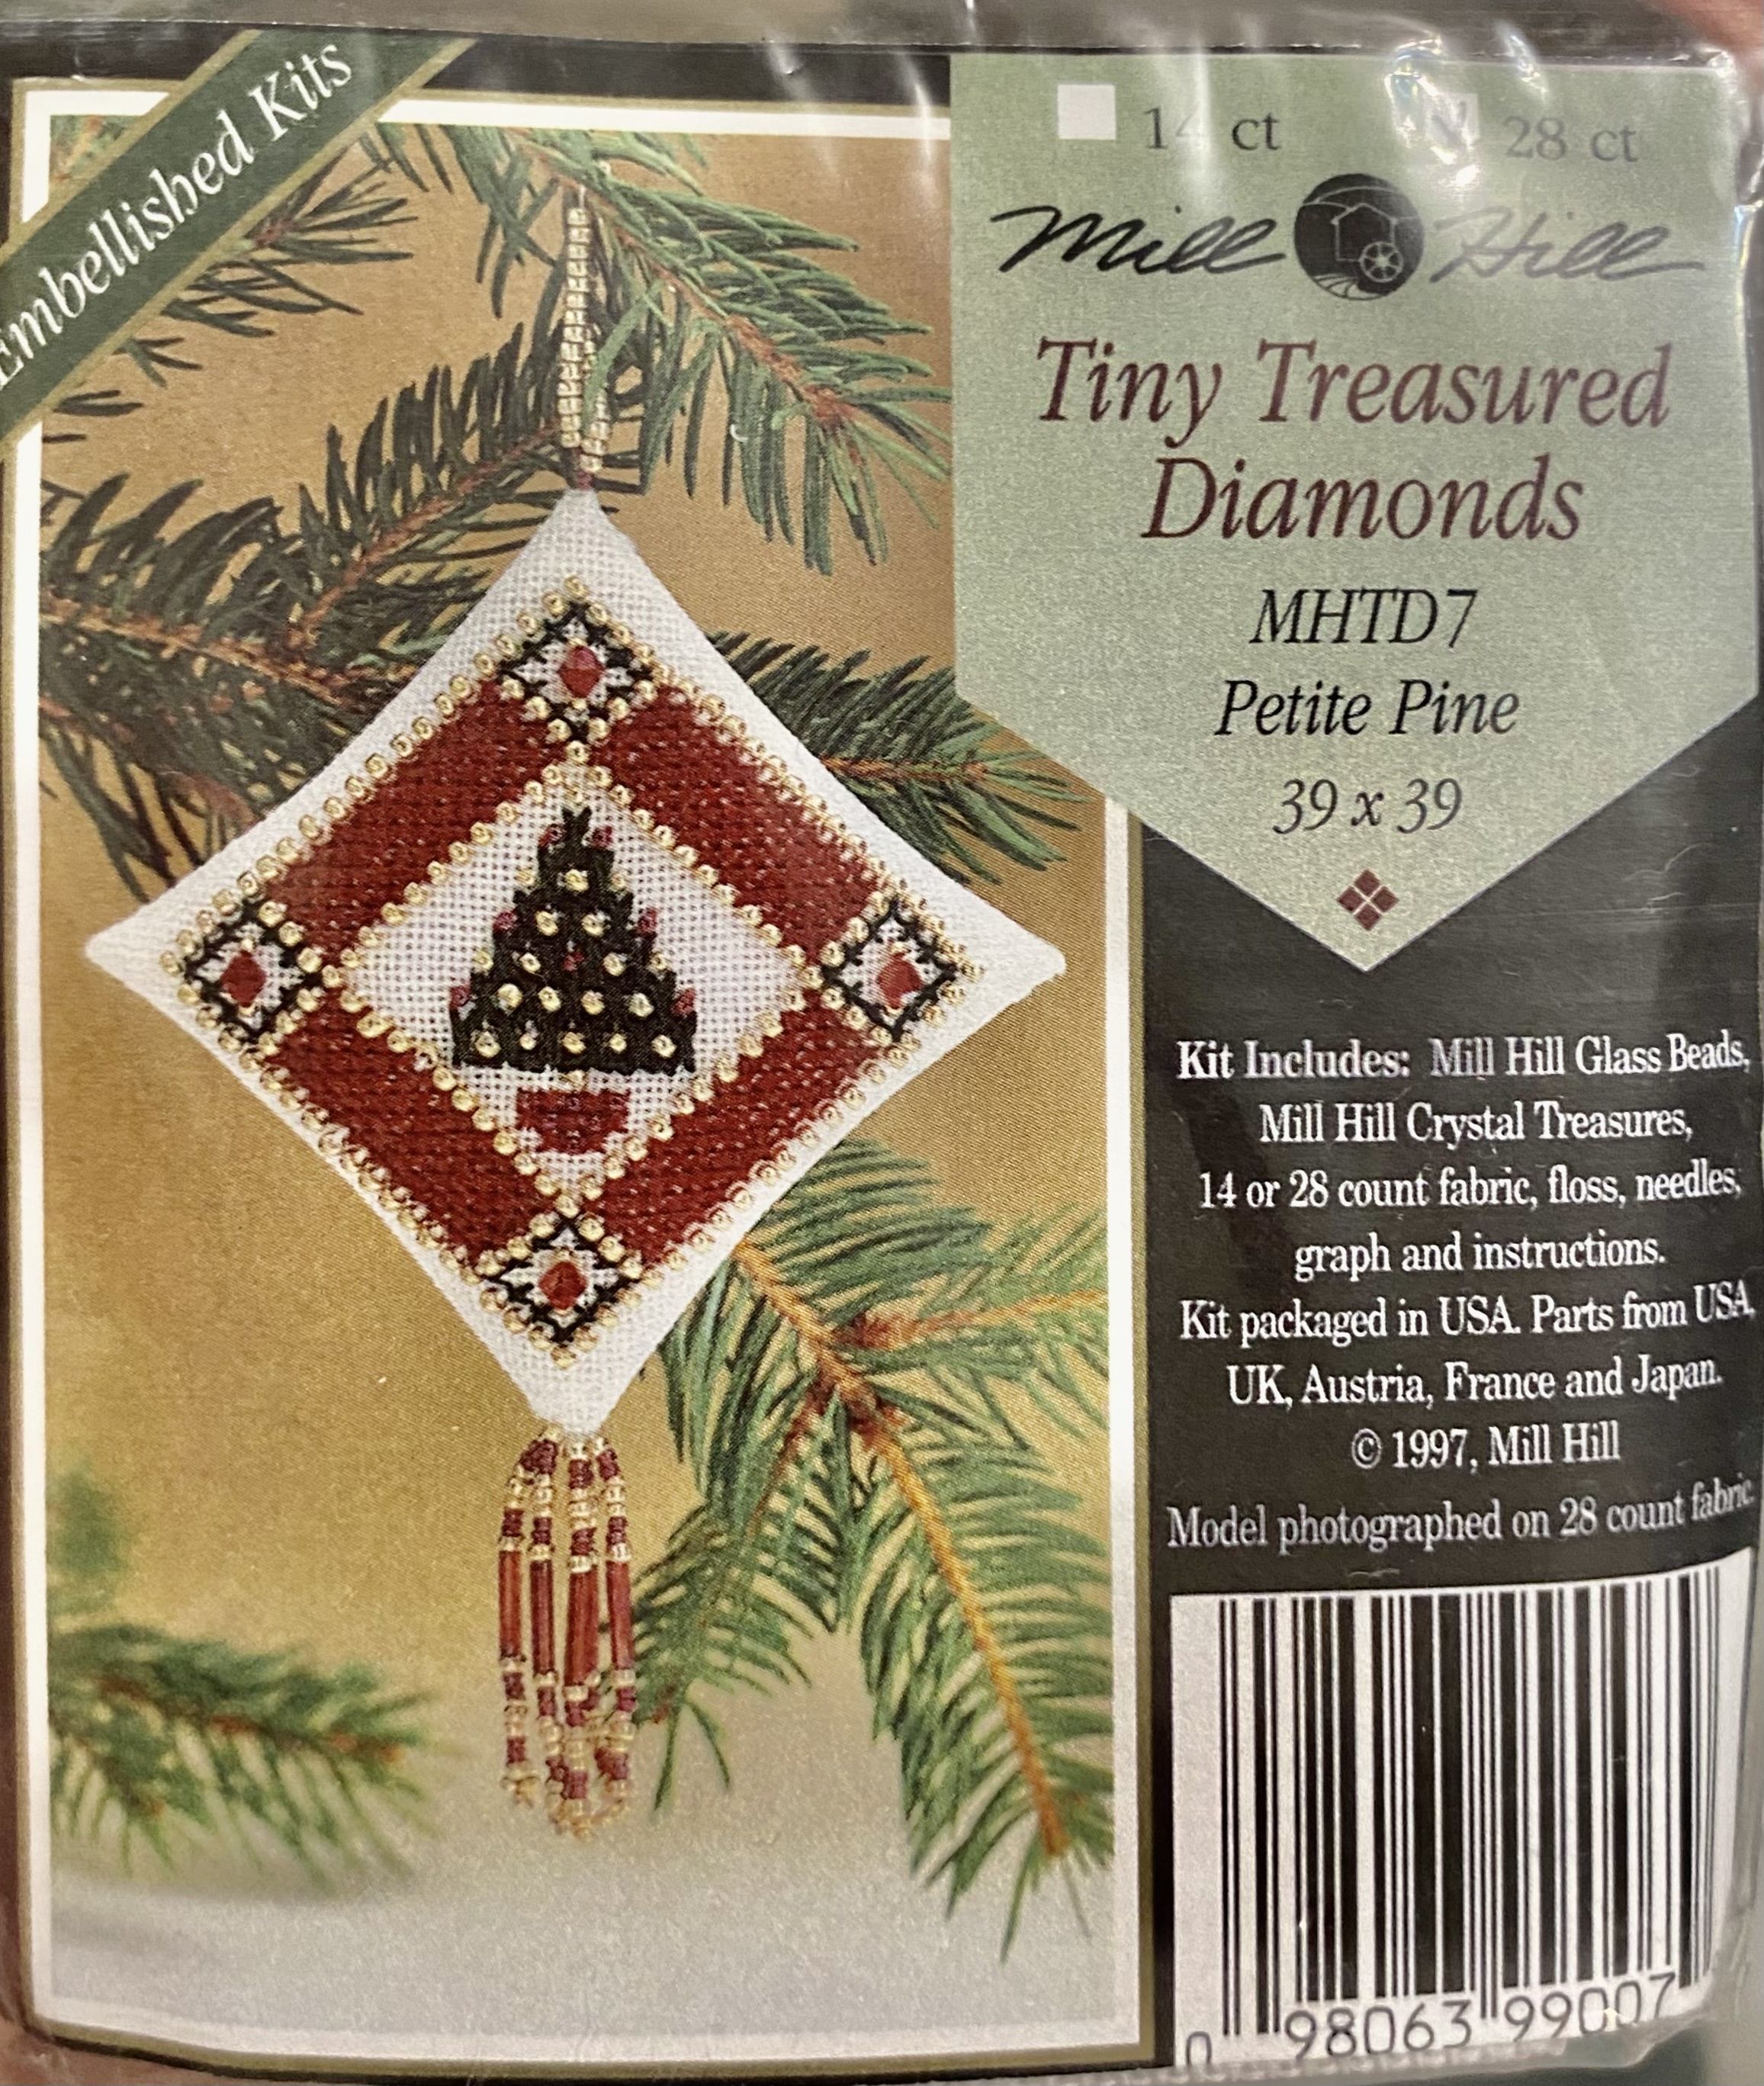 Embellished Kits
14 ct 28 ct
Mill Hill
Tiny Treasured
Diamonds
MHTD7
Petite Pine
39 x 39
Kit Includes: Mill Hill Glass Beads,
Mill Hill Crystal Treasures,
14 or 28 count fabric, floss, needles,
graph and instructions.
Kit packaged in USA. Parts from USA,
UK, Austria, France and Japan.
© 1997, Mill Hill
Model photographed on 28 count fabric.
0 98063 99007